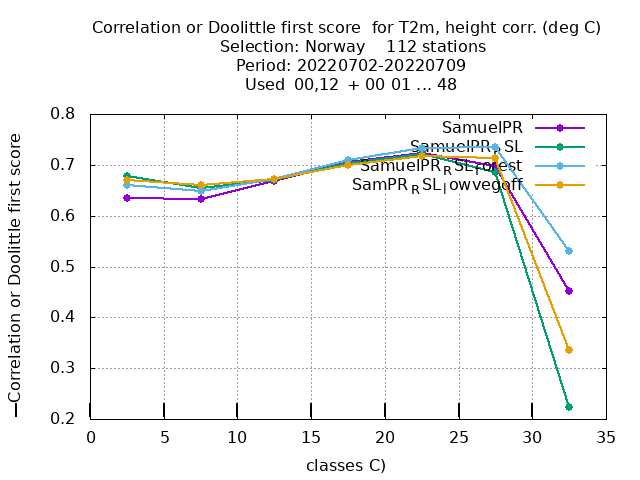 Correlation or Doolittle first score  for T2m, height corr. (deg C)
Selection: Norway    112 stations
Period: 20220702-20220709
Used  00,12  + 00 01 ... 48
Correlation or Doolittle first score
0.8
0.7
0.6
0.5
0.4
0.3
0.2
SamuelPR
SamuelPR_RSL
SamPR_RSL_lowvegoff
0 5 10 15 20 25 30 35
classes C)